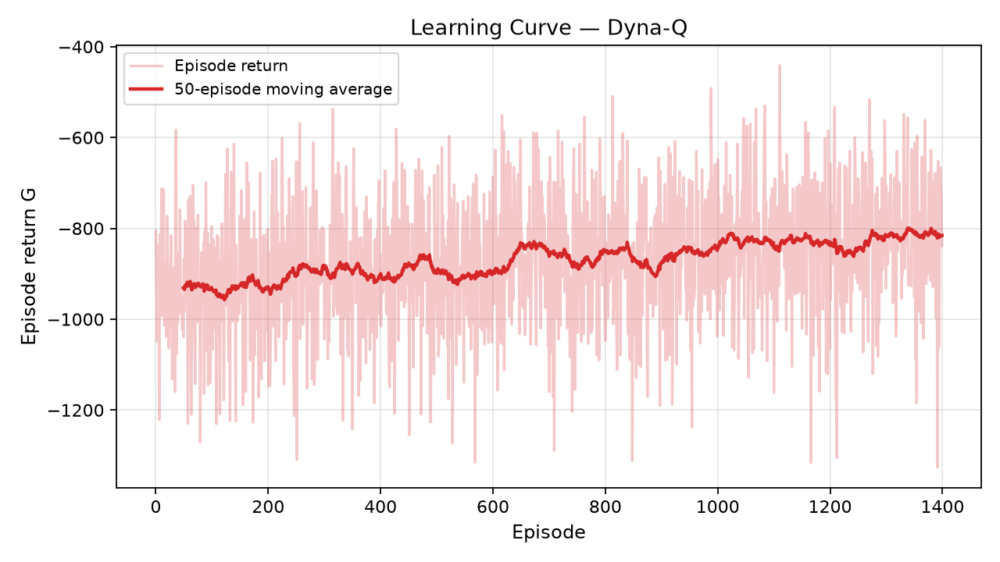 Learning Curve — Dyna-Q
Episode return
50-episode moving average
Episode return G
−400
−600
−800
−1000
−1200
0
200
400
600
800
1000
1200
1400
Episode